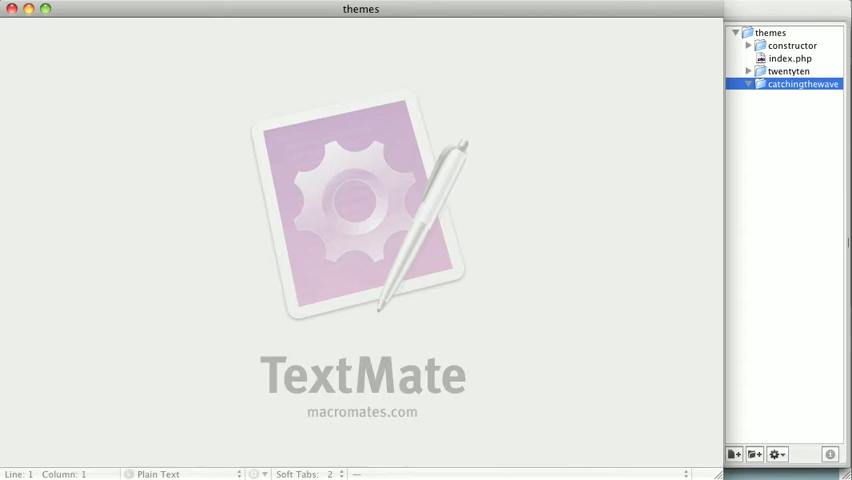 themes
themes
constructor
index.php
twentyten
catchingthewave
TextMate
macromates.com
Line: 1 Column: 1
Plain Text
Soft Tabs: 2
—